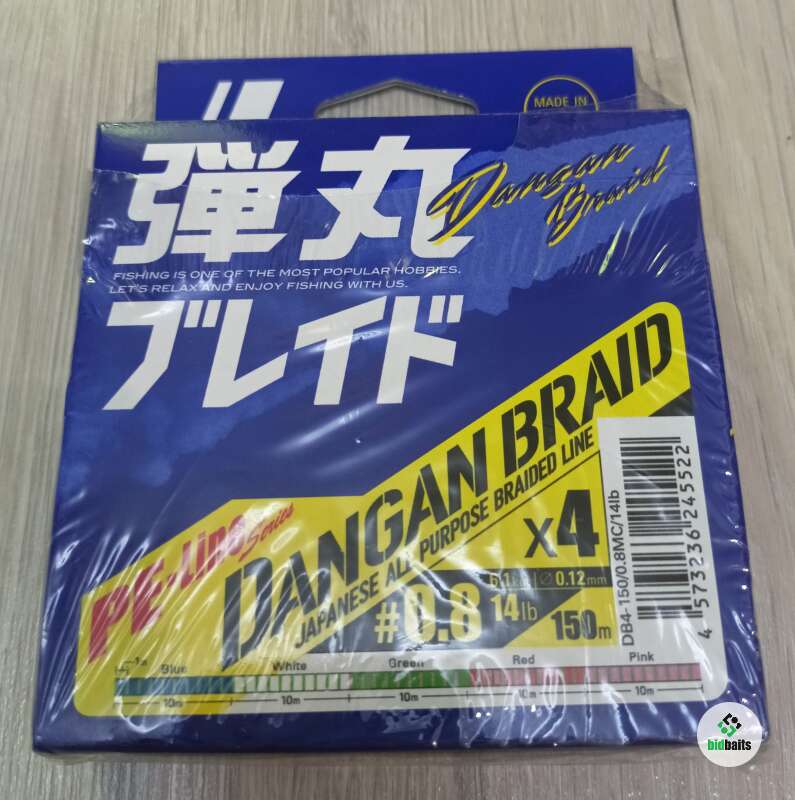 MADE IN
弾丸
Dangan
Braid
FISHING IS ONE OF THE MOST POPULAR HOBBIES.
LET'S RELAX AND ENJOY FISHING WITH US.
ブレイド
PE-Line Series
DANGAN BRAID
JAPANESE ALL PURPOSE BRAIDED LINE
X4
#0.8
14lb
Ø 0.12mm
150m
DB4-150/0.8MC/14lb
4 573236 245522
1m
Blue White Green Red Pink
10m 10m 10m 10m 10m
bidbaits